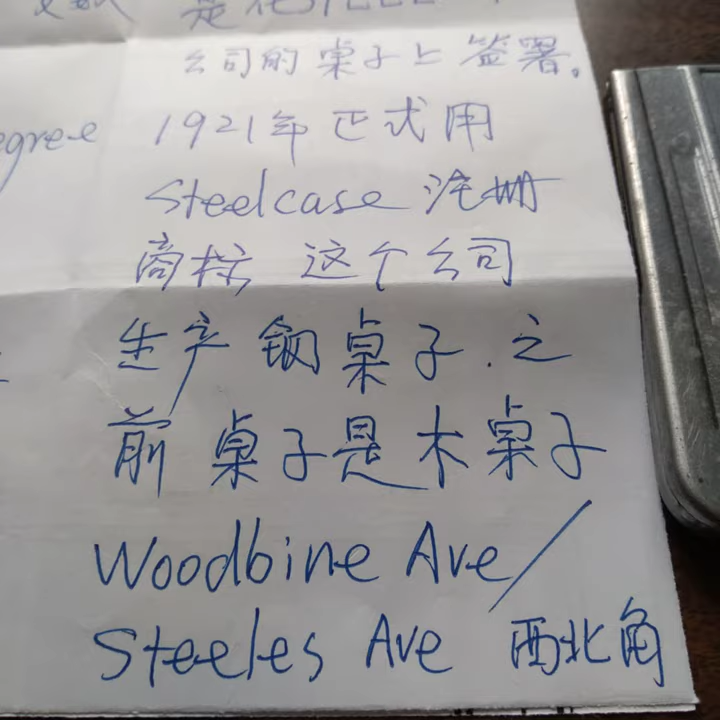 公司的桌子上签署。
egree 1921年正式用
Steelcase 注册
商标 这个公司
生产钢桌子.之
前桌子是木桌子
Woodbine Ave/
Steeles Ave 西北角